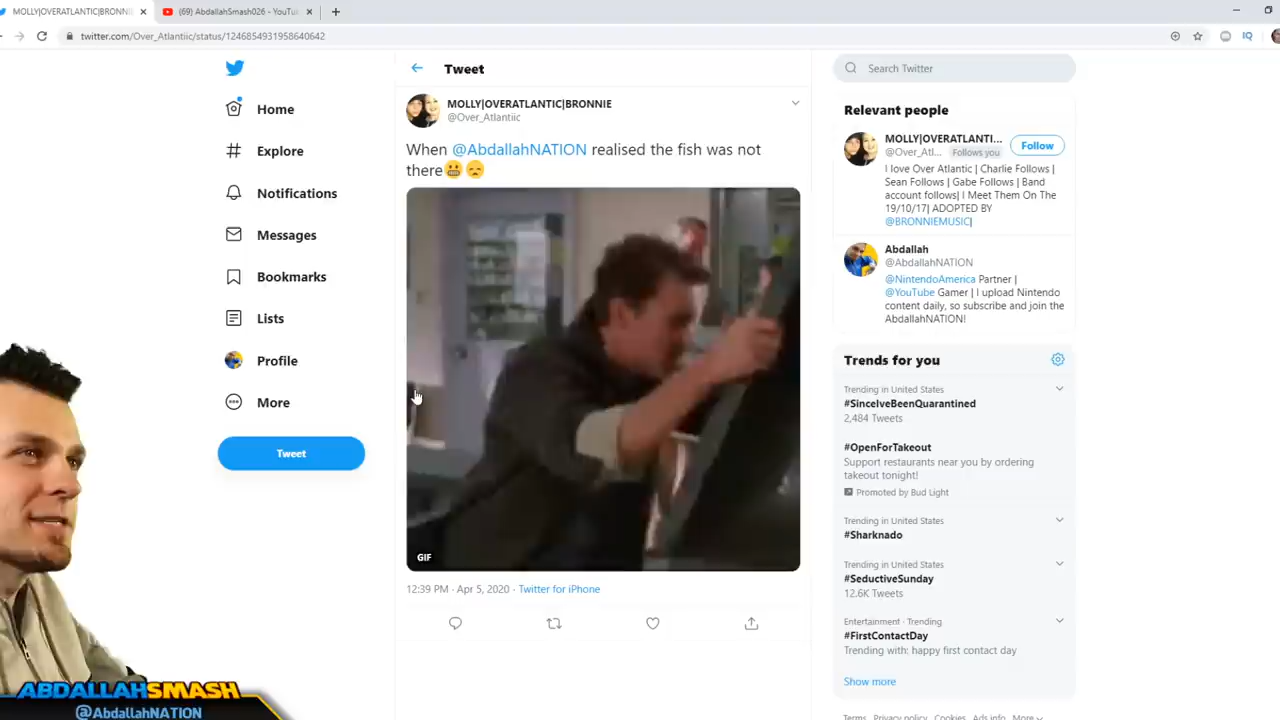 MOLLY|OVERATLANTIC|BRONNI
(69) AbdallahSmash026 - YouTu
twitter.com/Over_Atlantiic/status/1246854931958640642
Home
Explore
Notifications
Messages
Bookmarks
Lists
Profile
More
Tweet
Tweet
MOLLY|OVERATLANTIC|BRONNIE
@Over_Atlantiic
When @AbdallahNATION realised the fish was not
there😬😞
GIF
12:39 PM · Apr 5, 2020 · Twitter for iPhone
Search Twitter
Relevant people
MOLLY|OVERATLANTI...
@Over_Atl... Follows you
Follow
I love Over Atlantic | Charlie Follows |
Sean Follows | Gabe Follows | Band
account follows| I Meet Them On The
19/10/17| ADOPTED BY
@BRONNIEMUSIC|
Abdallah
@AbdallahNATION
@NintendoAmerica Partner |
@YouTube Gamer | I upload Nintendo
content daily, so subscribe and join the
AbdallahNATION!
Trends for you
Trending in United States
#SinceIveBeenQuarantined
2,484 Tweets
#OpenForTakeout
Support restaurants near you by ordering
takeout tonight!
Promoted by Bud Light
Trending in United States
#Sharknado
Trending in United States
#SeductiveSunday
12.6K Tweets
Entertainment · Trending
#FirstContactDay
Trending with: happy first contact day
Show more
Terms Privacy policy Cookies Ads info More
ABDALLAHSMASH
@AbdallahNATION